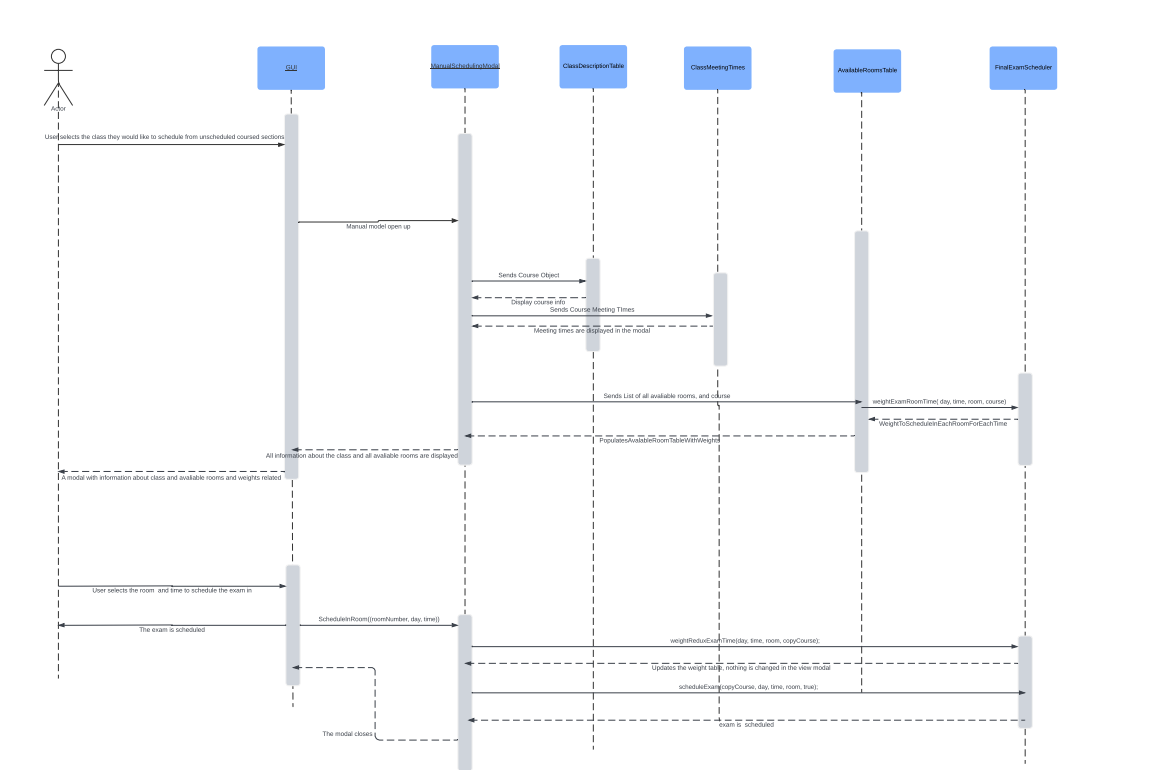 GUI
ManualSchedulingModal
ClassDescriptionTable
ClassMeetingTimes
AvailableRoomsTable
FinalExamScheduler
Actor
User selects the class they would like to schedule from unscheduled coursed sections
Manual model open up
Sends Course Object
Display course info
Sends Course Meeting TImes
Meeting times are displayed in the modal
Sends List of all avaliable rooms, and course
weightExamRoomTime( day, time, room, course)
WeightToScheduleInEachRoomForEachTime
PopulatesAvalableRoomTableWithWeights
All information about the class and all avaliable rooms are displayed
A modal with information about class and avaliable rooms and weights related
User selects the room and time to schedule the exam in
ScheduleInRoom((roomNumber, day, time))
The exam is scheduled
weightReduxExamTime(day, time, room, copyCourse);
Updates the weight table, nothing is changed in the view modal
scheduleExam(copyCourse, day, time, room, true);
exam is scheduled
The modal closes